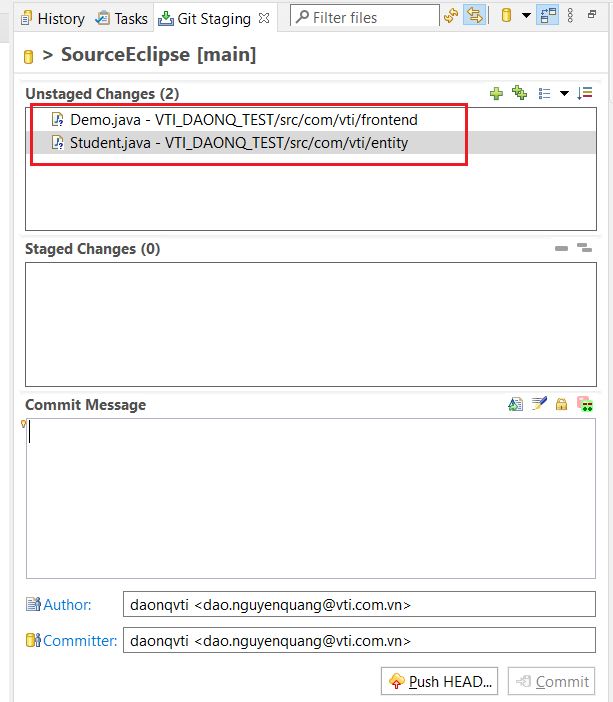 History Tasks Git Staging Filter files
> SourceEclipse [main]
Unstaged Changes (2)
Demo.java - VTI_DAONQ_TEST/src/com/vti/frontend
Student.java - VTI_DAONQ_TEST/src/com/vti/entity
Staged Changes (0)
Commit Message
Author: daonqvti <dao.nguyenquang@vti.com.vn>
Committer: daonqvti <dao.nguyenquang@vti.com.vn>
Push HEAD... Commit